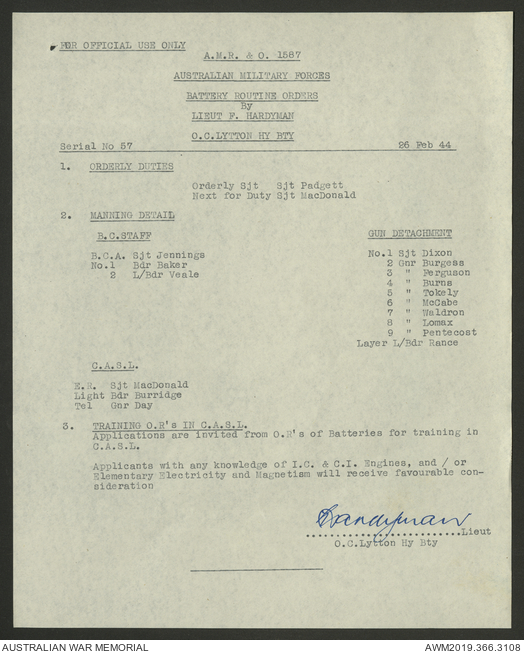 FOR OFFICIAL USE ONLY
A.M.R. & O. 1587
AUSTRALIAN MILITARY FORCES
BATTERY ROUTINE ORDERS
By
LIEUT F. HARDYMAN
O.C.LYTTON HY BTY
Serial No 57 26 Feb 44
1. ORDERLY DUTIES
Orderly Sjt Sjt Padgett
Next for Duty Sjt MacDonald
2. MANNING DETAIL
B.C.STAFF
B.C.A. Sjt Jennings
No.1 Bdr Baker
2 L/Bdr Veale
GUN DETACHMENT
No.1 Sjt Dixon
2 Gnr Burgess
3 " Ferguson
4 " Burns
5 " Tokely
6 " McCabe
7 " Waldron
8 " Lomax
9 " Pentecost
Layer L/Bdr Rance
C.A.S.L.
E.R. Sjt MacDonald
Light Bdr Burridge
Tel Gnr Day
3. TRAINING O.R's IN C.A.S.L.
Applications are invited from O.R's of Batteries for training in
C.A.S.L.
Applicants with any knowledge of I.C. & C.I. Engines, and / or
Elementary Electricity and Magnetism will receive favourable con-
sideration
Hardyman
.......................Lieut
O.C.Lytton Hy Bty
AUSTRALIAN WAR MEMORIAL AWM2019.366.3108